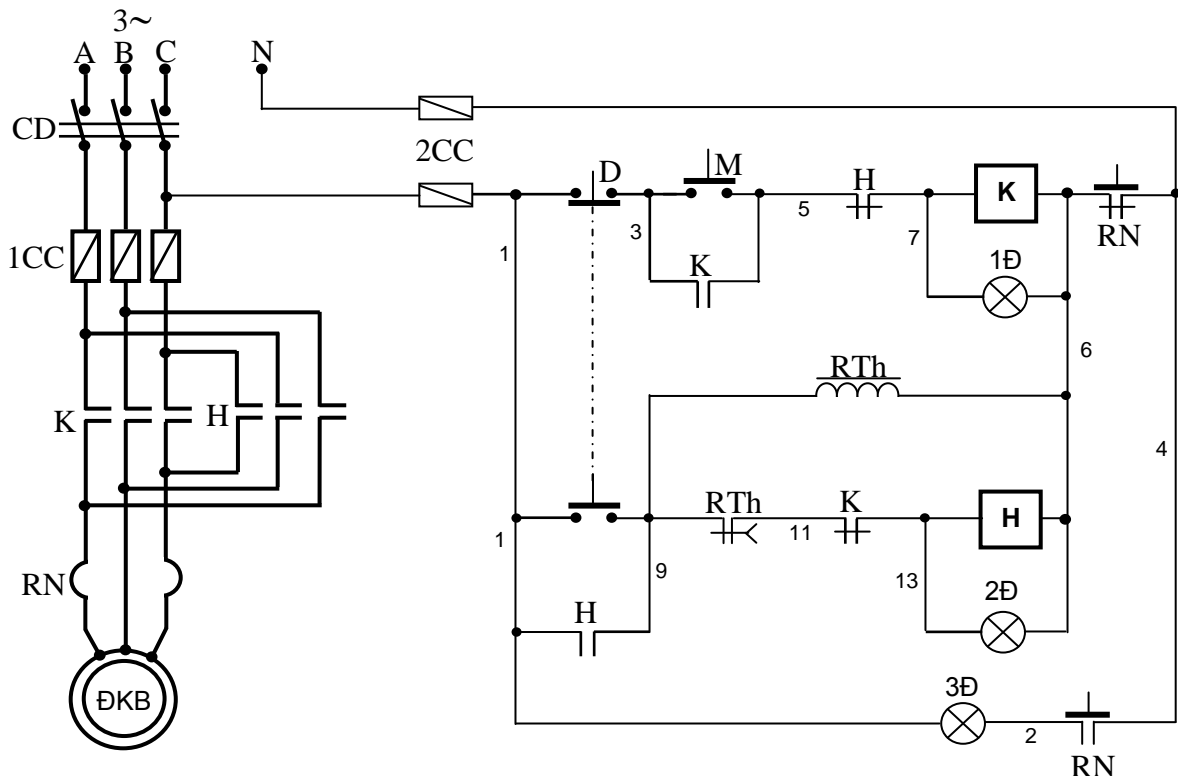 3~
A B C N
CD
2CC
D M H K
1 3 5 7 RN
1CC K 1Đ
6
RTh
K H 4
RTh K H
1 11
RN 9 13 2Đ
H
ĐKB 3Đ
2
RN